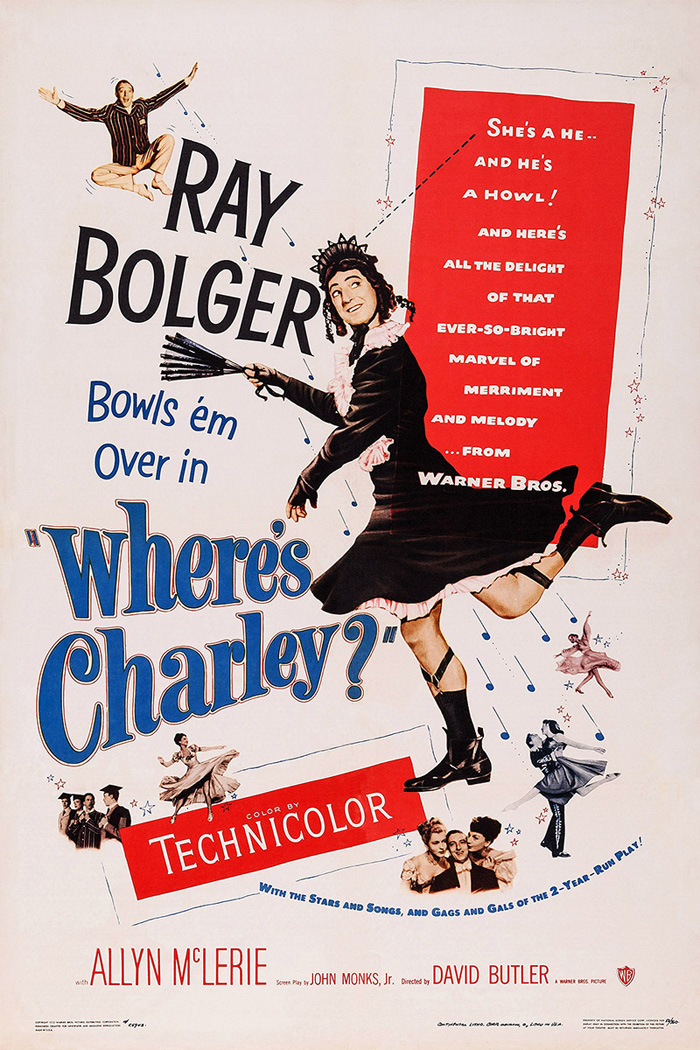 RAY
BOLGER
SHE'S A HE--
AND HE'S
A HOWL!
AND HERE'S
ALL THE DELIGHT
OF THAT
EVER-SO-BRIGHT
MARVEL OF
MERRIMENT
AND MELODY
...FROM
WARNER BROS.
Bowls 'em
Over in
"Where's
Charley?"
COLOR BY
TECHNICOLOR
WITH THE STARS AND SONGS, AND GAGS AND GALS OF THE 2-YEAR-RUN PLAY!
with ALLYN McLERIE Screen Play by JOHN MONKS, Jr. Directed by DAVID BUTLER A WARNER BROS. PICTURE WB